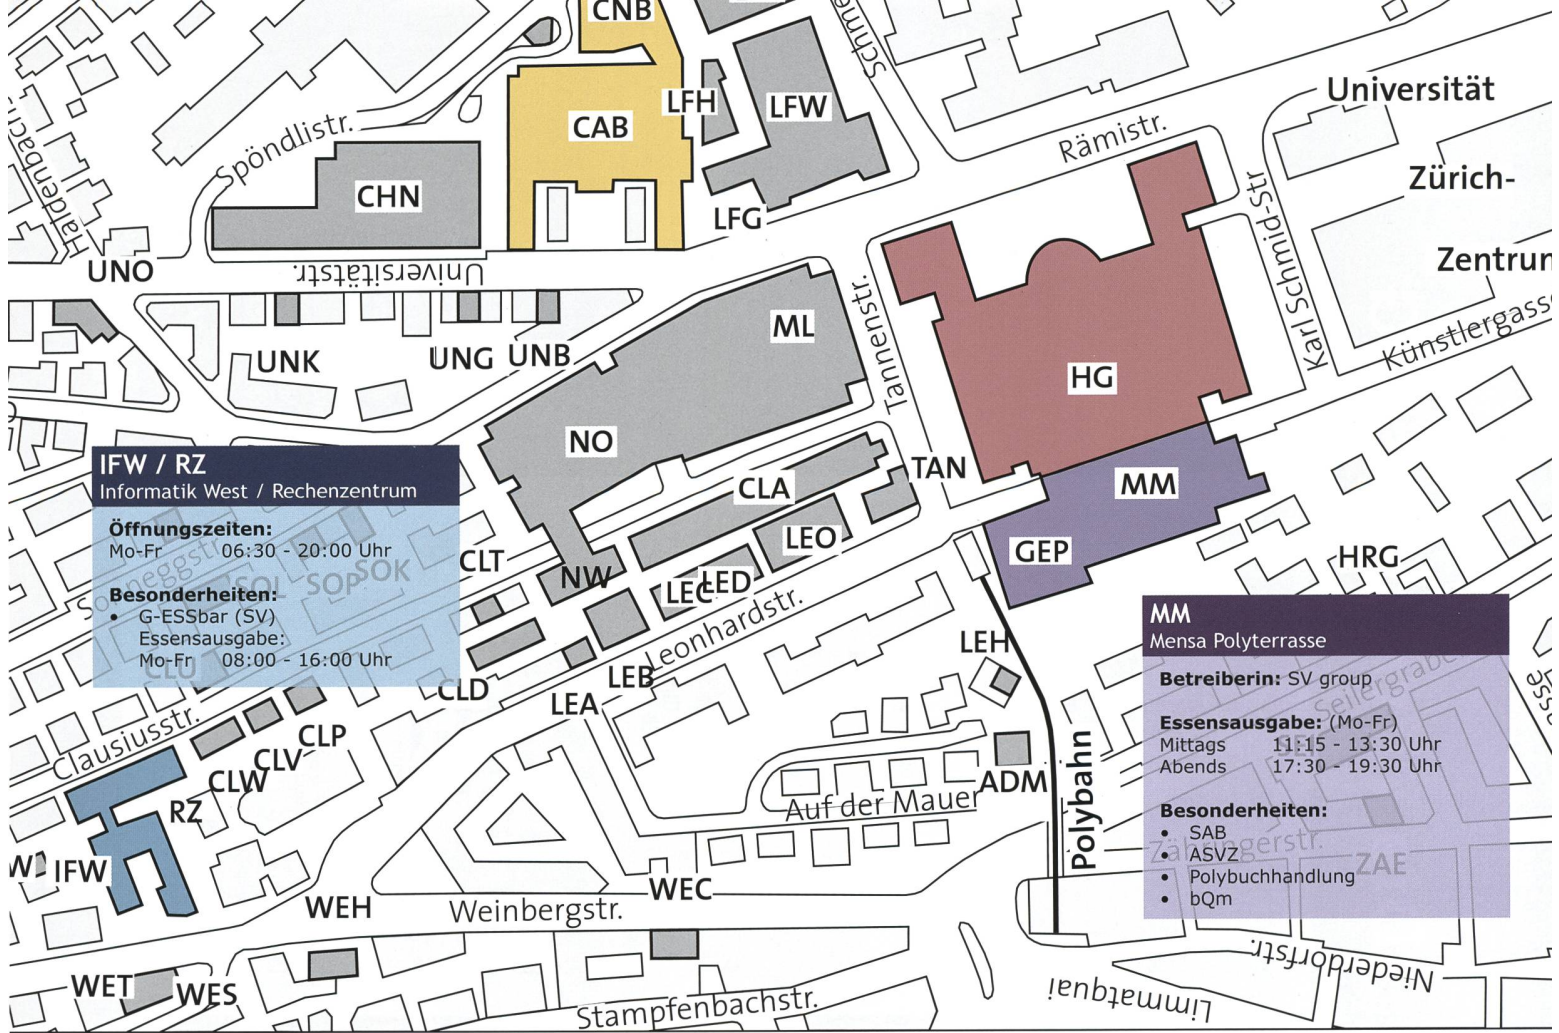 CNB
Schme
LFH
LFW
CAB
Universität
Spöndlistr.
Rämistr.
Haldenbach
CHN
Zürich-
LFG
Karl Schmid-Str
UNO
Universitätstr.
Zentrum
Tannenstr.
ML
Künstlergasse
UNK
UNG
UNB
HG
NO
TAN
CLA
MM
IFW / RZ
Informatik West / Rechenzentrum
Öffnungszeiten:
Mo-Fr 06:30 - 20:00 Uhr
Besonderheiten:
• G-ESSbar (SV)
Essensausgabe:
Mo-Fr 08:00 - 16:00 Uhr
Sonneggstr.
SOL
SOP
SOK
CLU
LEO
GEP
HRG
CLT
NW
LEC
LED
Leonhardstr.
LEH
CLD
LEB
LEA
MM
Mensa Polyterrasse
Betreiberin: SV group
Essensausgabe: (Mo-Fr)
Mittags 11:15 - 13:30 Uhr
Abends 17:30 - 19:30 Uhr
Besonderheiten:
• SAB
• ASVZ
• Polybuchhandlung
• bQm
Seilergrabe
SEI
Zähringerstr.
ZAE
asse
Clausiusstr.
CLP
CLV
CLW
RZ
ADM
Auf der Mauer
Polybahn
W
IFW
WEC
WEH
Weinbergstr.
Niederdorfstr.
WET
WES
Limmatquai
Stampfenbachstr.